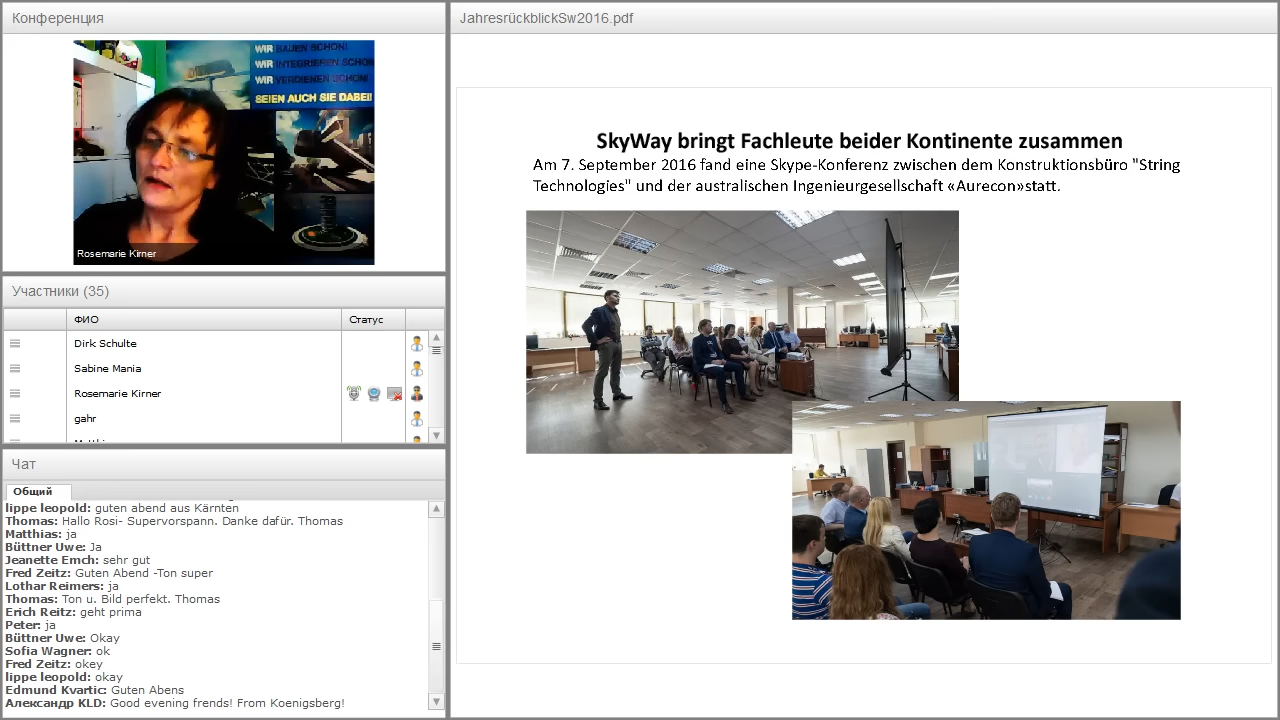 Конференция
WIR BAUEN SCHON!
WIR INTEGRIEREN SCHON
WIR VERDIENEN SCHON!
SEIEN AUCH SIE DABEI!
Rosemarie Kirner
Участники (35)
ФИО Статус
Dirk Schulte
Sabine Mania
Rosemarie Kirner
gahr
Чат
Общий
lippe leopold: guten abend aus Kärnten
Thomas: Hallo Rosi- Supervorspann. Danke dafür. Thomas
Matthias: ja
Büttner Uwe: Ja
Jeanette Emch: sehr gut
Fred Zeitz: Guten Abend -Ton super
Lothar Reimers: ja
Thomas: Ton u. Bild perfekt. Thomas
Erich Reitz: geht prima
Peter: ja
Büttner Uwe: Okay
Sofia Wagner: ok
Fred Zeitz: okey
lippe leopold: okay
Edmund Kvartic: Guten Abens
Александр KLD: Good evening frends! From Koenigsberg!
JahresrückblickSw2016.pdf
SkyWay bringt Fachleute beider Kontinente zusammen
Am 7. September 2016 fand eine Skype-Konferenz zwischen dem Konstruktionsbüro "String
Technologies" und der australischen Ingenieurgesellschaft «Aurecon»statt.